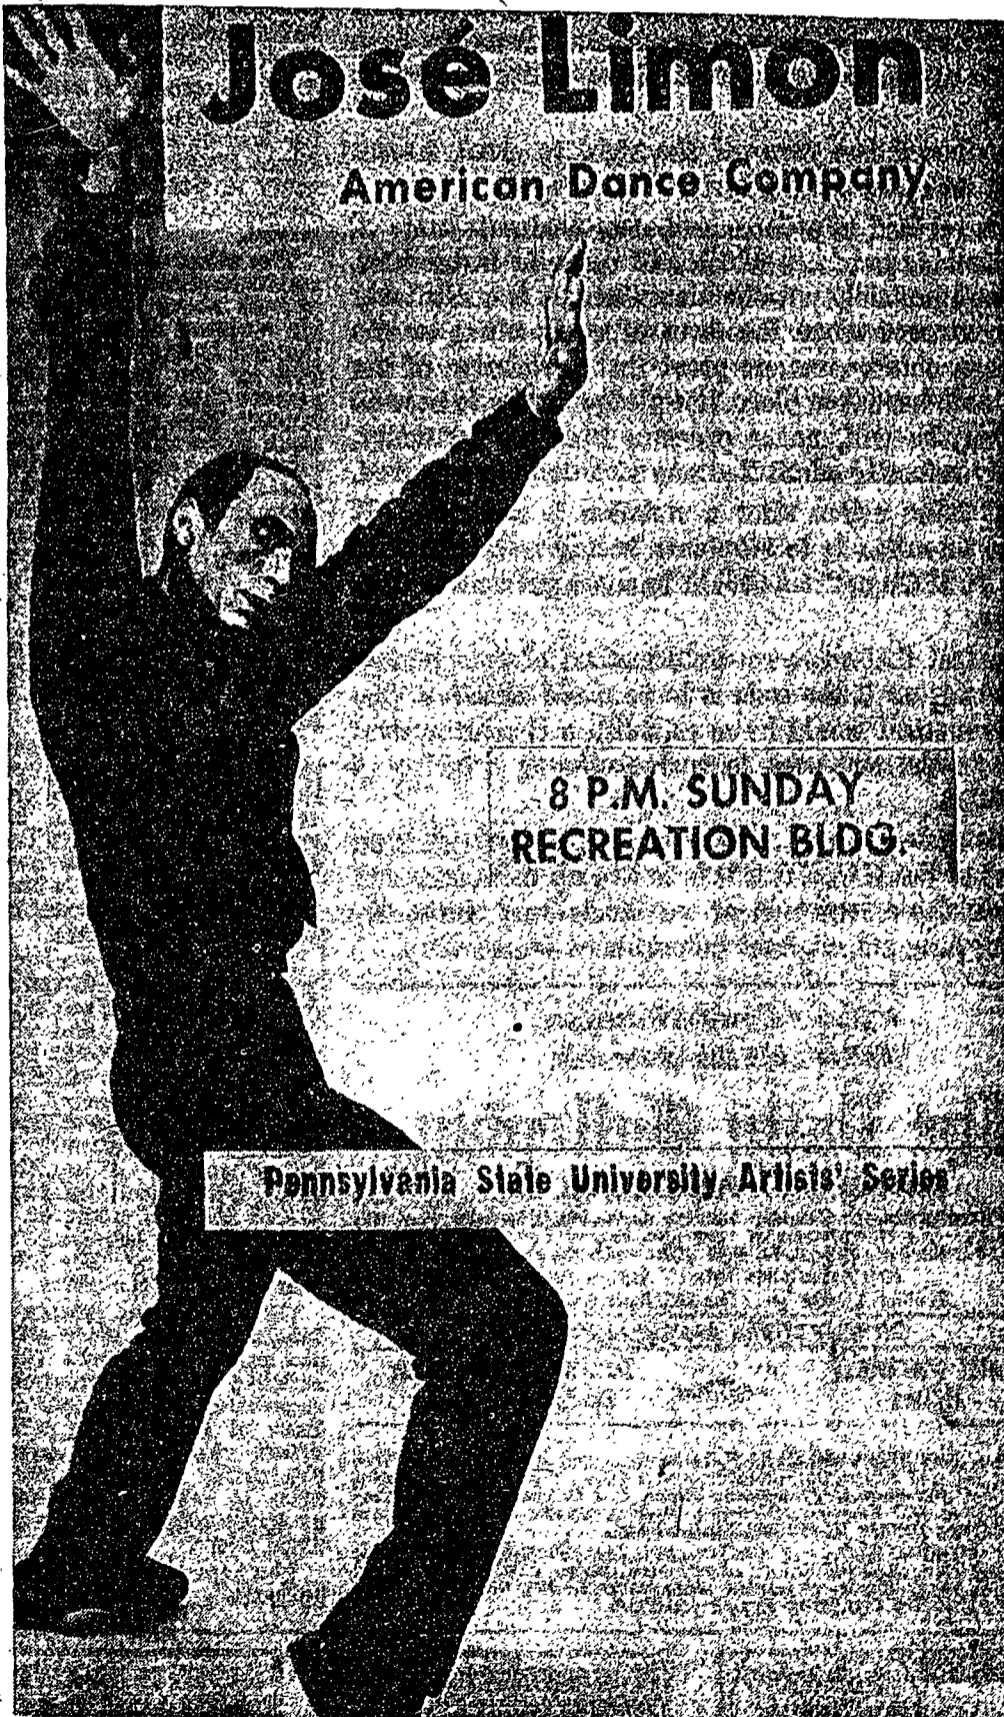 José Limon
American Dance Company
8 P.M. SUNDAY
RECREATION BLDG.
Pennsylvania State University Artists' Series